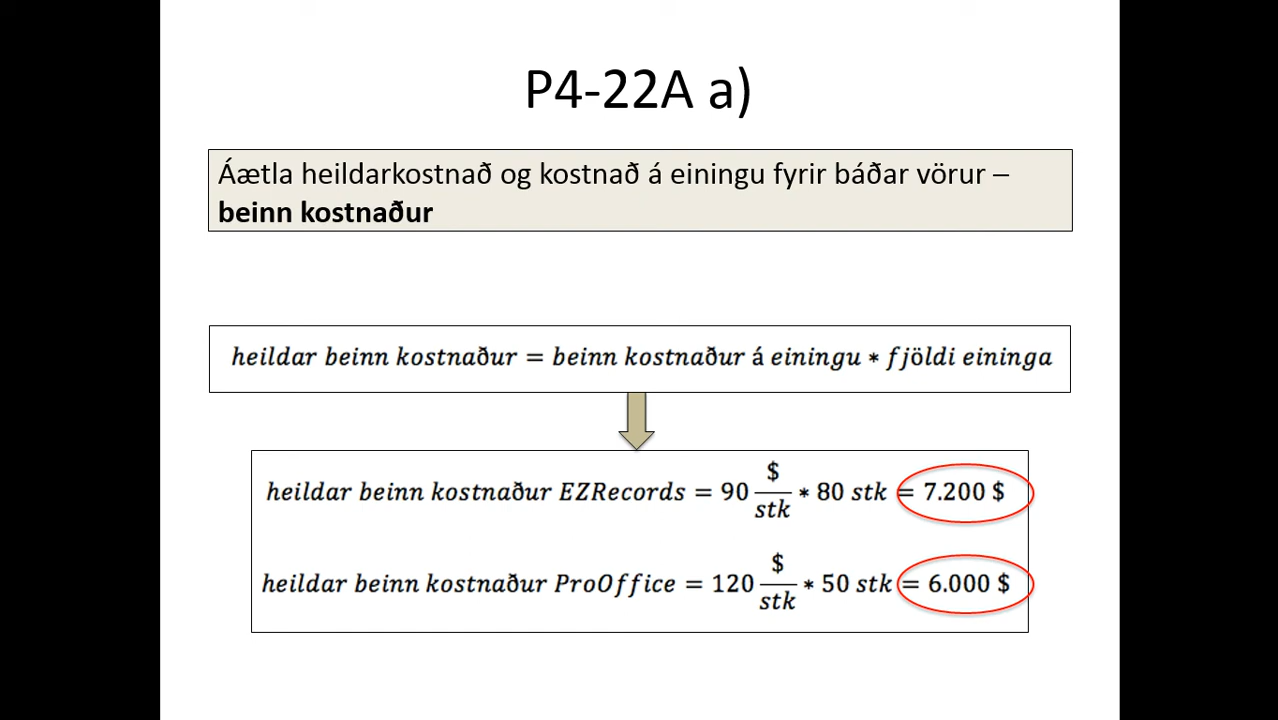 P4-22A a)
Áætla heildarkostnað og kostnað á einingu fyrir báðar vörur –
beinn kostnaður
heildar beinn kostnaður = beinn kostnaður á einingu * fjöldi eininga
heildar beinn kostnaður EZRecords = 90 $/stk * 80 stk = 7.200 $
heildar beinn kostnaður ProOffice = 120 $/stk * 50 stk = 6.000 $